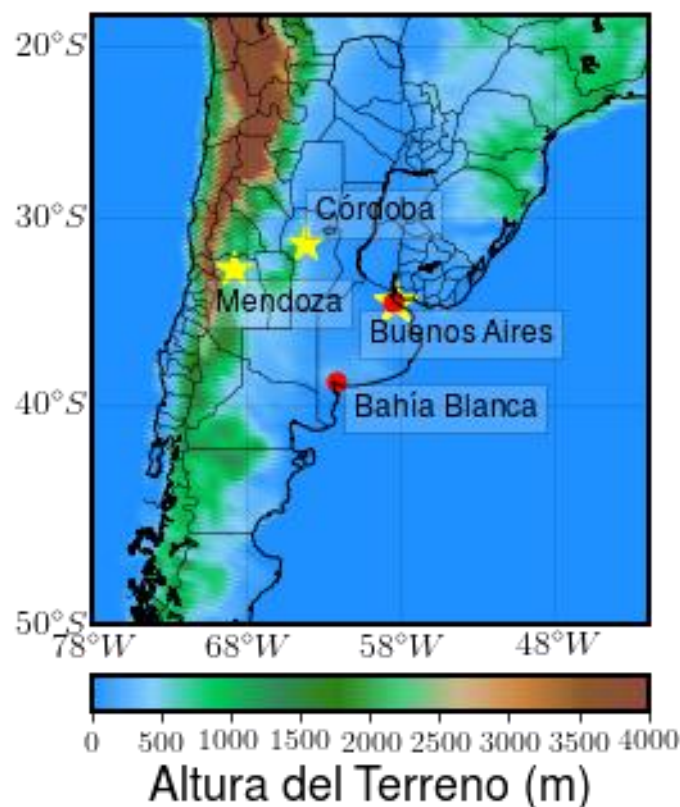 20°S
30°S
Córdoba
Mendoza
Buenos Aires
40°S
Bahía Blanca
50°S
78°W 68°W 58°W 48°W
0 500 1000 1500 2000 2500 3000 3500 4000
Altura del Terreno (m)